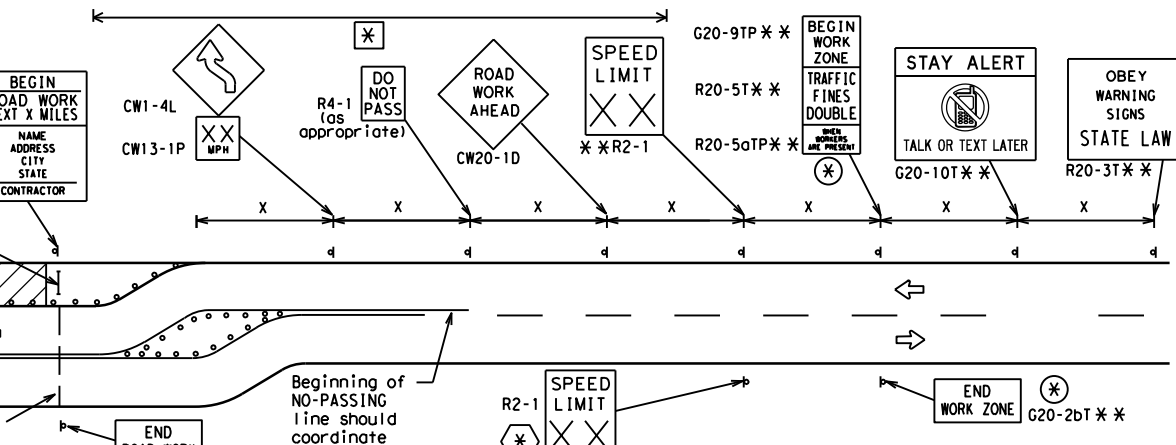 BEGIN
ROAD WORK
NEXT X MILES
NAME
ADDRESS
CITY
STATE
CONTRACTOR
CW1-4L
CW13-1P
XX
MPH
*
R4-1
(as
appropriate)
DO
NOT
PASS
ROAD
WORK
AHEAD
CW20-1D
SPEED
LIMIT
XX
**R2-1
G20-9TP**
R20-5T**
R20-5aTP**
BEGIN
WORK
ZONE
TRAFFIC
FINES
DOUBLE
WHEN
WORKERS
ARE PRESENT
*
STAY ALERT
TALK OR TEXT LATER
G20-10T**
OBEY
WARNING
SIGNS
STATE LAW
R20-3T**
X X X X X X X
Beginning of
NO-PASSING
line should
coordinate
R2-1
*
SPEED
LIMIT
XX
END
WORK ZONE
*
G20-2bT**
END
ROAD WORK